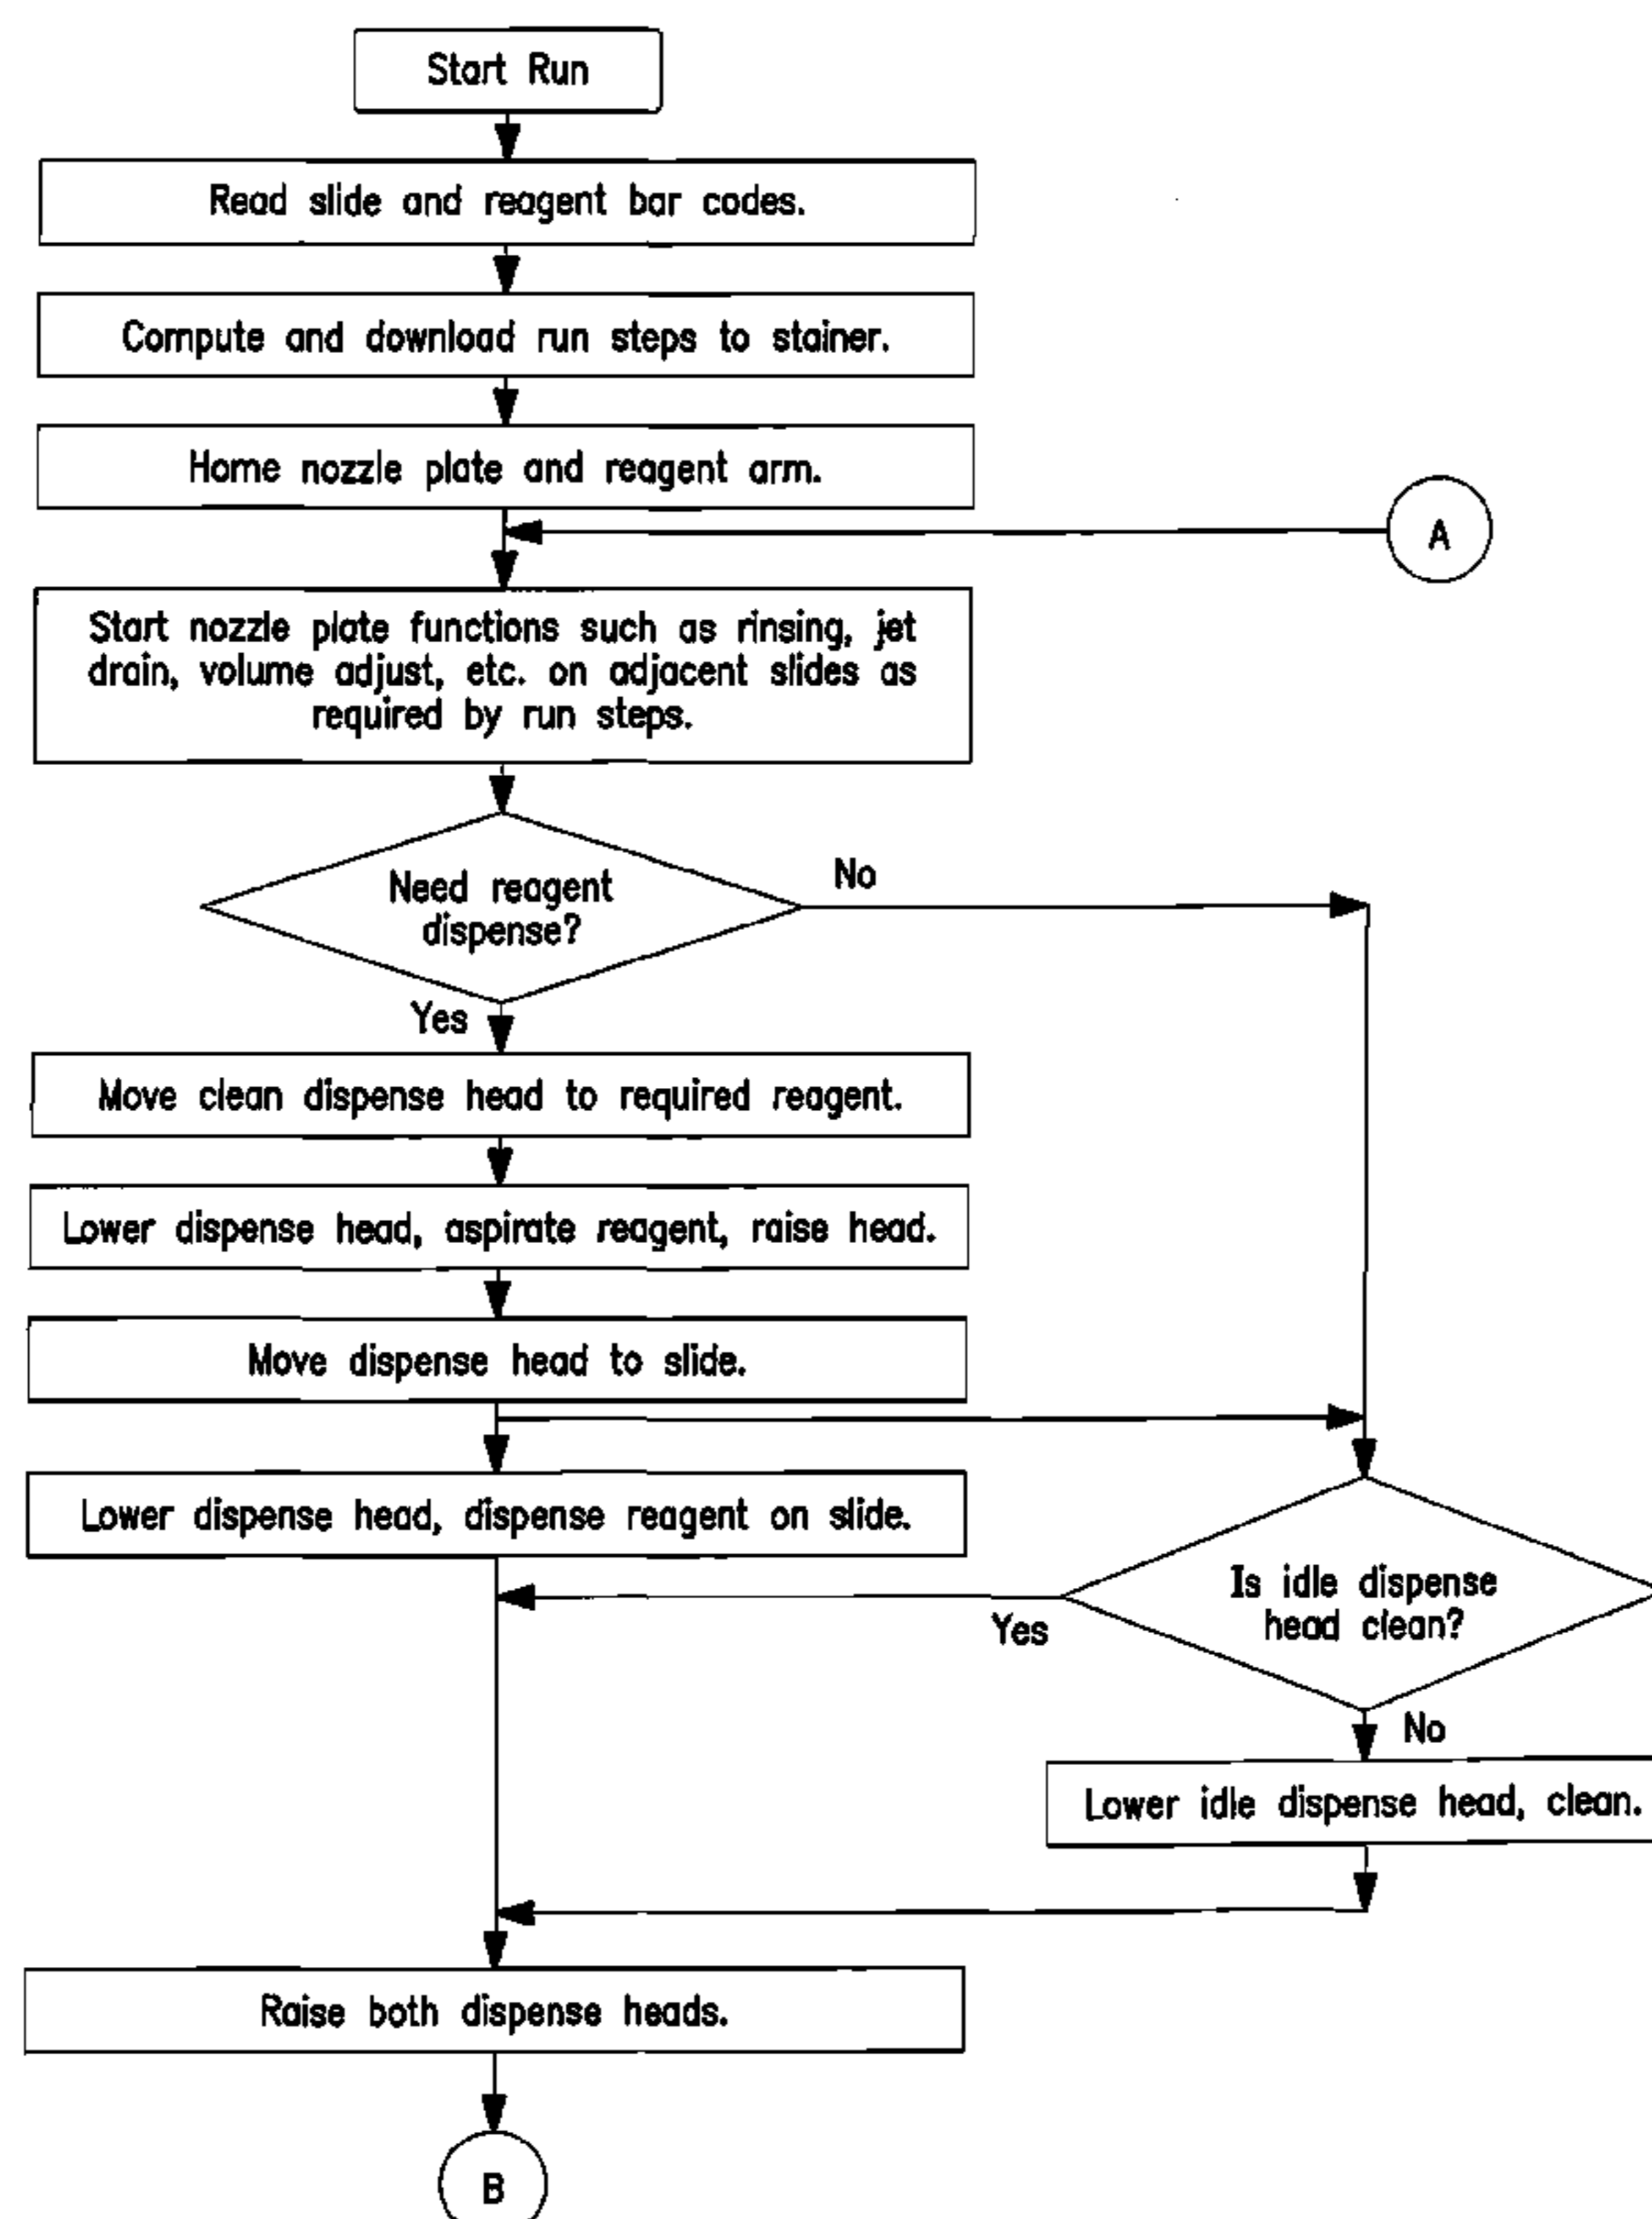 Start Run
Read slide and reagent bar codes.
Compute and download run steps to stainer.
Home nozzle plate and reagent arm.
A
Start nozzle plate functions such as rinsing, jet
drain, volume adjust, etc. on adjacent slides as
required by run steps.
Need reagent
dispense?
No
Yes
Move clean dispense head to required reagent.
Lower dispense head, aspirate reagent, raise head.
Move dispense head to slide.
Lower dispense head, dispense reagent on slide.
Is idle dispense
head clean?
Yes
No
Lower idle dispense head, clean.
Raise both dispense heads.
B